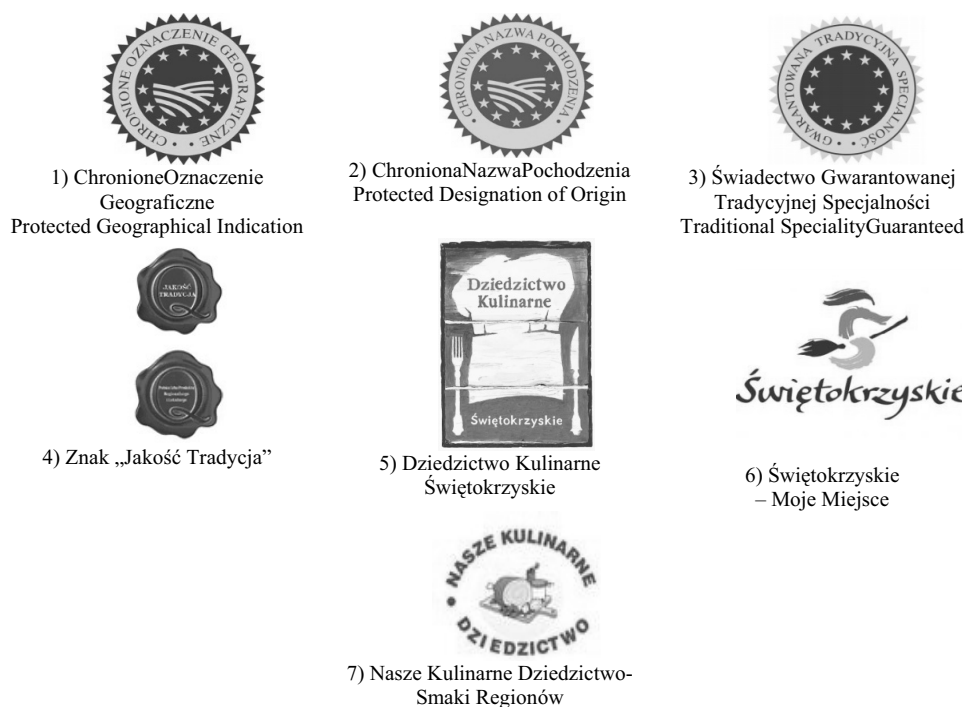 CHRONIONE OZNACZENIE GEOGRAFICZNE
1) ChronioneOznaczenie
Geograficzne
Protected Geographical Indication
CHRONIONA NAZWA POCHODZENIA
2) ChronionaNazwaPochodzenia
Protected Designation of Origin
GWARANTOWANA TRADYCYJNA SPECJALNOŚĆ
3) Świadectwo Gwarantowanej
Tradycyjnej Specjalności
Traditional SpecialityGuaranteed
JAKOŚĆ
TRADYCJA
4) Znak „Jakość Tradycja”
Dziedzictwo
Kulinarne
Świętokrzyskie
5) Dziedzictwo Kulinarne
Świętokrzyskie
Świętokrzyskie
6) Świętokrzyskie
– Moje Miejsce
NASZE KULINARNE
DZIEDZICTWO
7) Nasze Kulinarne Dziedzictwo-
Smaki Regionów